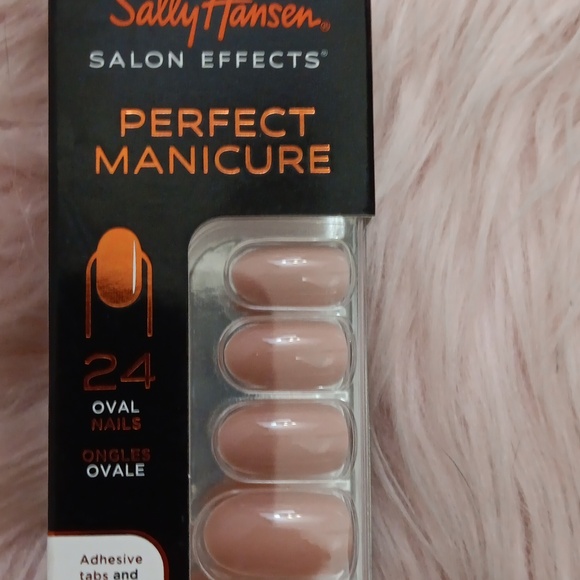 Sally Hansen®
SALON EFFECTS®
PERFECT
MANICURE
24
OVAL
NAILS
ONGLES
OVALE
Adhesive
tabs and